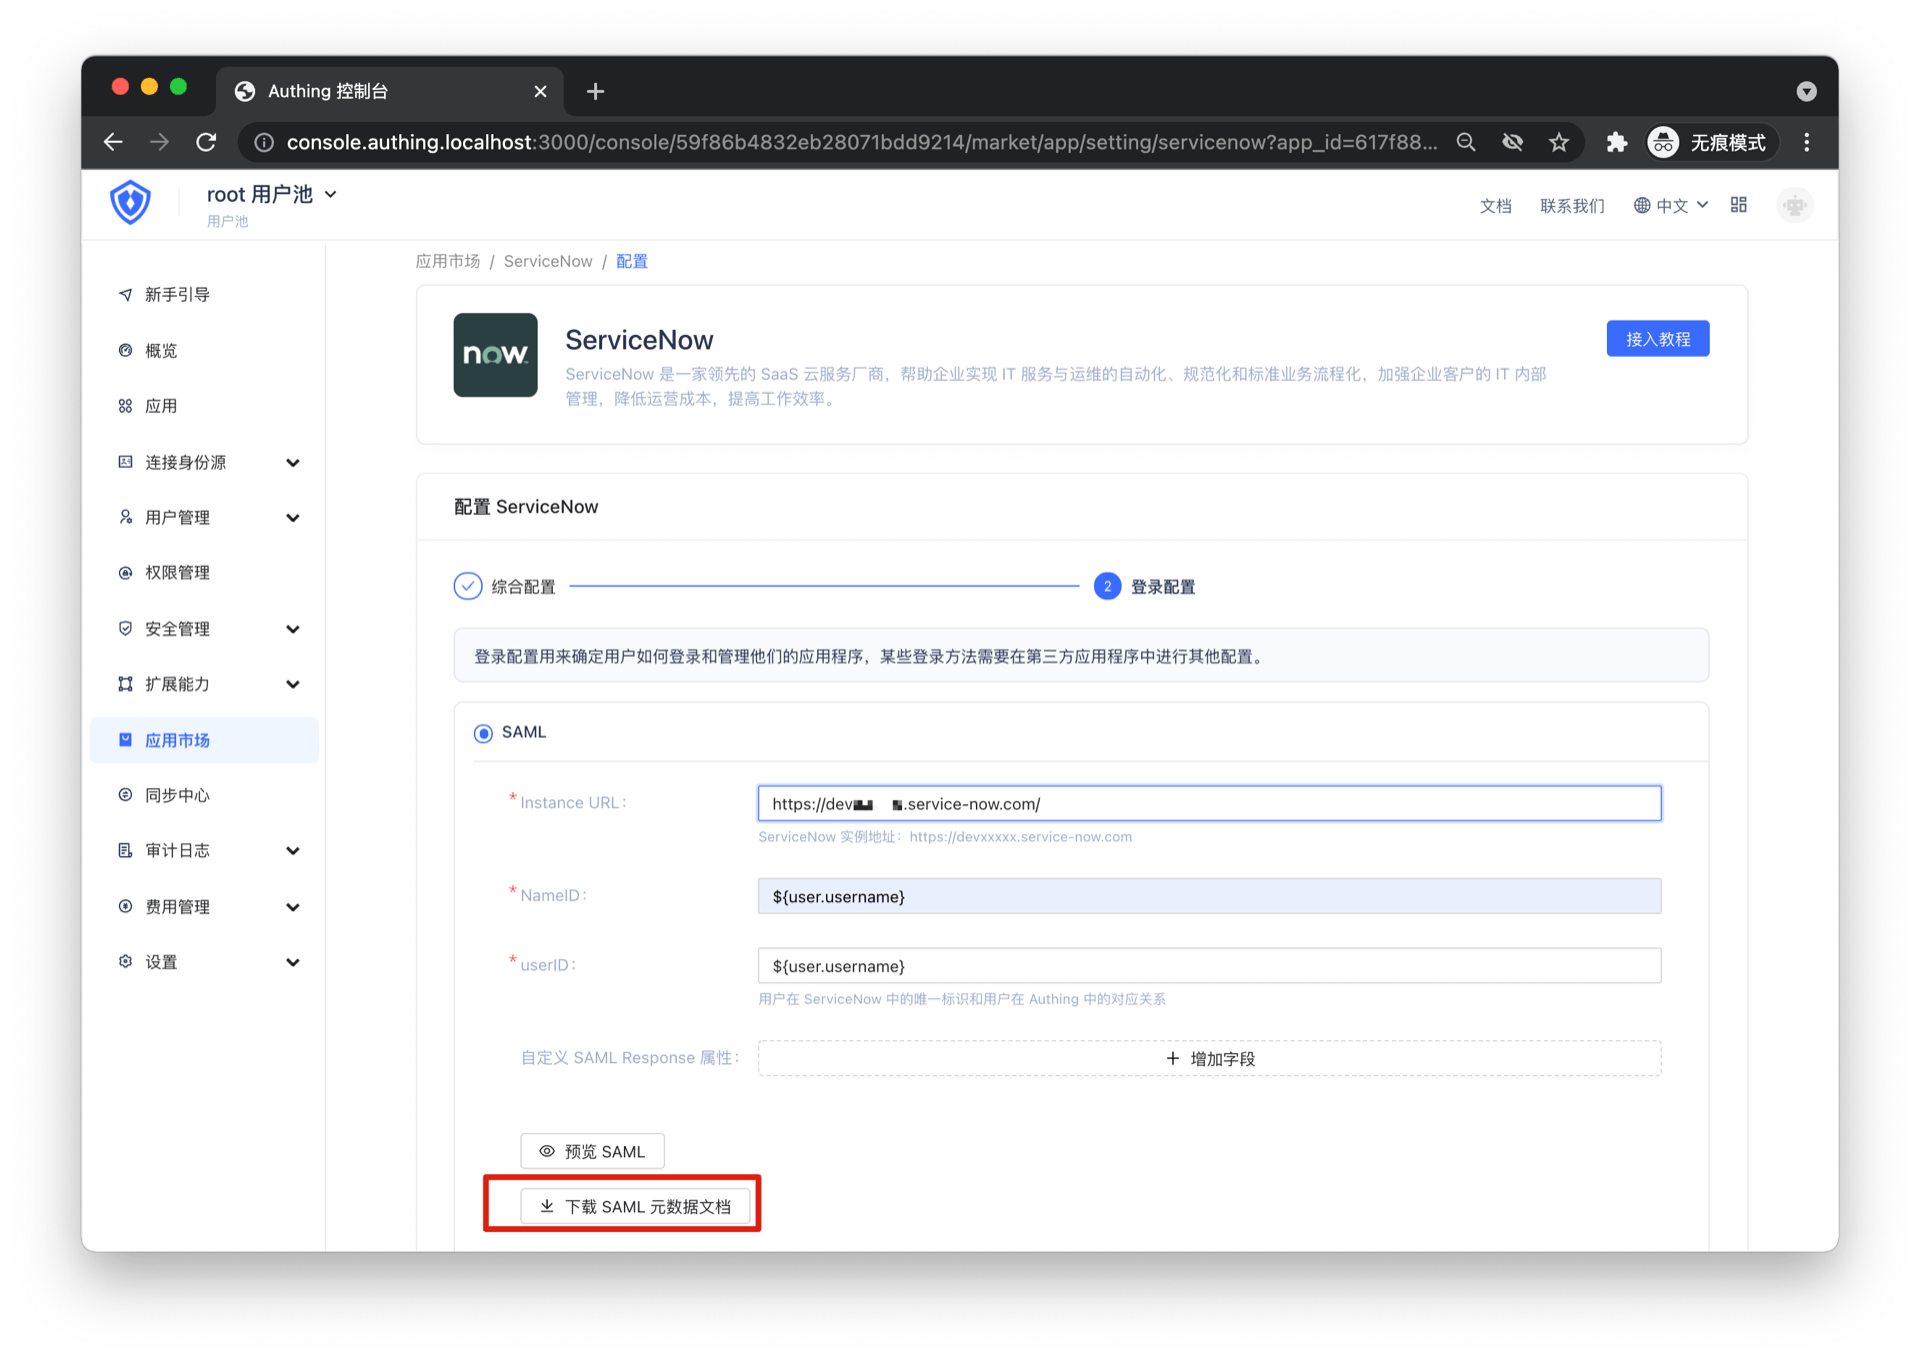 Authing 控制台
console.authing.localhost:3000/console/59f86b4832eb28071bdd9214/market/app/setting/servicenow?app_id=617f88...
无痕模式
root 用户池
用户池
文档
联系我们
中文
新手引导
概览
应用
连接身份源
用户管理
权限管理
安全管理
扩展能力
应用市场
同步中心
审计日志
费用管理
设置
应用市场 / ServiceNow / 配置
now
ServiceNow
接入教程
ServiceNow 是一家领先的 SaaS 云服务厂商，帮助企业实现 IT 服务与运维的自动化、规范化和标准业务流程化，加强企业客户的 IT 内部
管理，降低运营成本，提高工作效率。
配置 ServiceNow
综合配置
2 登录配置
登录配置用来确定用户如何登录和管理他们的应用程序，某些登录方法需要在第三方应用程序中进行其他配置。
SAML
* Instance URL：
https://dev .service-now.com/
ServiceNow 实例地址：https://devxxxxx.service-now.com
* NameID：
${user.username}
* userID：
${user.username}
用户在 ServiceNow 中的唯一标识和用户在 Authing 中的对应关系
自定义 SAML Response 属性：
+ 增加字段
预览 SAML
下载 SAML 元数据文档